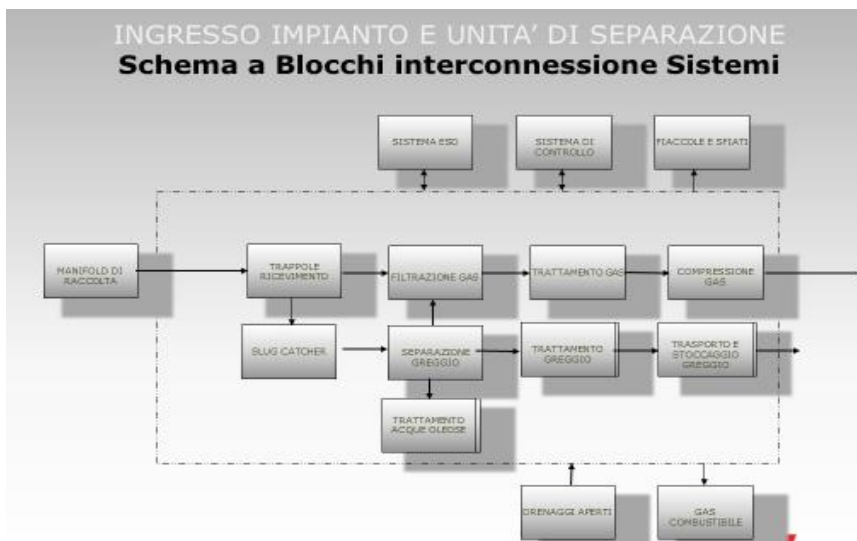 INGRESSO IMPIANTO E UNITA’ DI SEPARAZIONE
Schema a Blocchi interconnessione Sistemi
SISTEMA ESD
SISTEMA DI
CONTROLLO
FIACCOLE E SFIATI
MANIFOLD DI
RACCOLTA
TRAPPOLE
RICEVIMENTO
FILTRAZIONE GAS
TRATTAMENTO GAS
COMPRESSIONE
GAS
SLUG CATCHER
SEPARAZIONE
GREGGIO
TRATTAMENTO
GREGGIO
TRASPORTO E
STOCCAGGIO
GREGGIO
TRATTAMENTO
ACQUE OLEOSE
DRENAGGI APERTI
GAS
COMBUSTIBILE